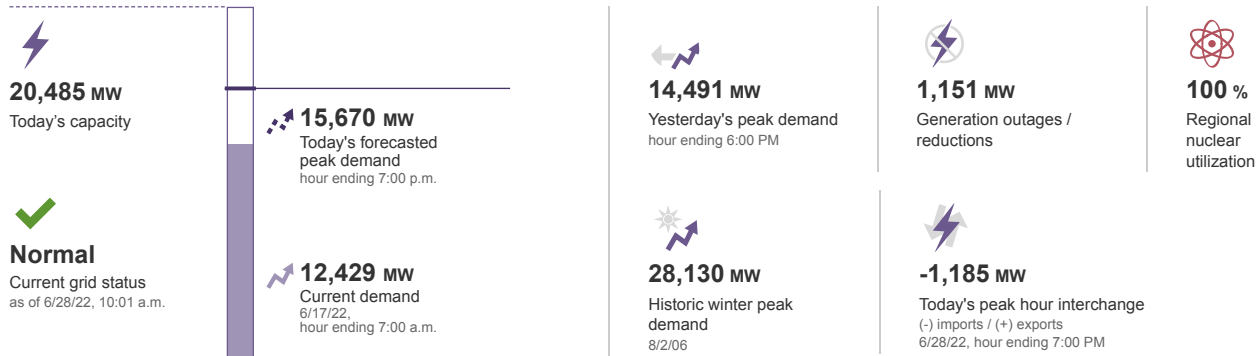 20,485 MW
Today's capacity
Normal
Current grid status
as of 6/28/22, 10:01 a.m.
15,670 MW
Today's forecasted
peak demand
hour ending 7:00 p.m.
12,429 MW
Current demand
6/17/22,
hour ending 7:00 a.m.
14,491 MW
Yesterday's peak demand
hour ending 6:00 PM
1,151 MW
Generation outages /
reductions
100 %
Regional
nuclear
utilization
28,130 MW
Historic winter peak
demand
8/2/06
-1,185 MW
Today's peak hour interchange
(-) imports / (+) exports
6/28/22, hour ending 7:00 PM